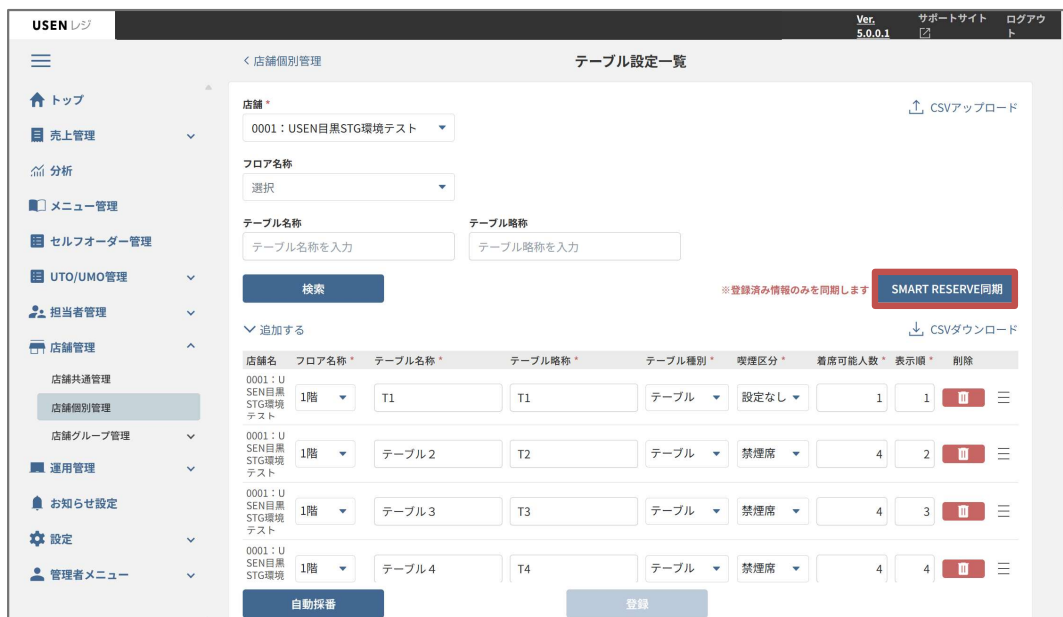 USEN レジ
Ver. 5.0.0.1
サポートサイト
ログアウト
トップ
売上管理
分析
メニュー管理
セルフオーダー管理
UTO/UMO管理
担当者管理
店舗管理
店舗共通管理
店舗個別管理
店舗グループ管理
運用管理
お知らせ設定
設定
管理者メニュー
< 店舗個別管理
テーブル設定一覧
店舗 *
CSVアップロード
0001：USEN目黒STG環境テスト
フロア名称
選択
テーブル名称 テーブル略称
テーブル名称を入力 テーブル略称を入力
検索 ※登録済み情報のみを同期します SMART RESERVE同期
追加する CSVダウンロード
店舗名 フロア名称 * テーブル名称 * テーブル略称 * テーブル種別 * 喫煙区分 * 着席可能人数 * 表示順 * 削除
0001：U
SEN目黒
STG環境
テスト
1階 T1 T1 テーブル 設定なし 1 1
0001：U
SEN目黒
STG環境
テスト
1階 テーブル２ T2 テーブル 禁煙席 4 2
0001：U
SEN目黒
STG環境
テスト
1階 テーブル３ T3 テーブル 禁煙席 4 3
0001：U
SEN目黒
STG環境
1階 テーブル４ T4 テーブル 禁煙席 4 4
自動採番 登録